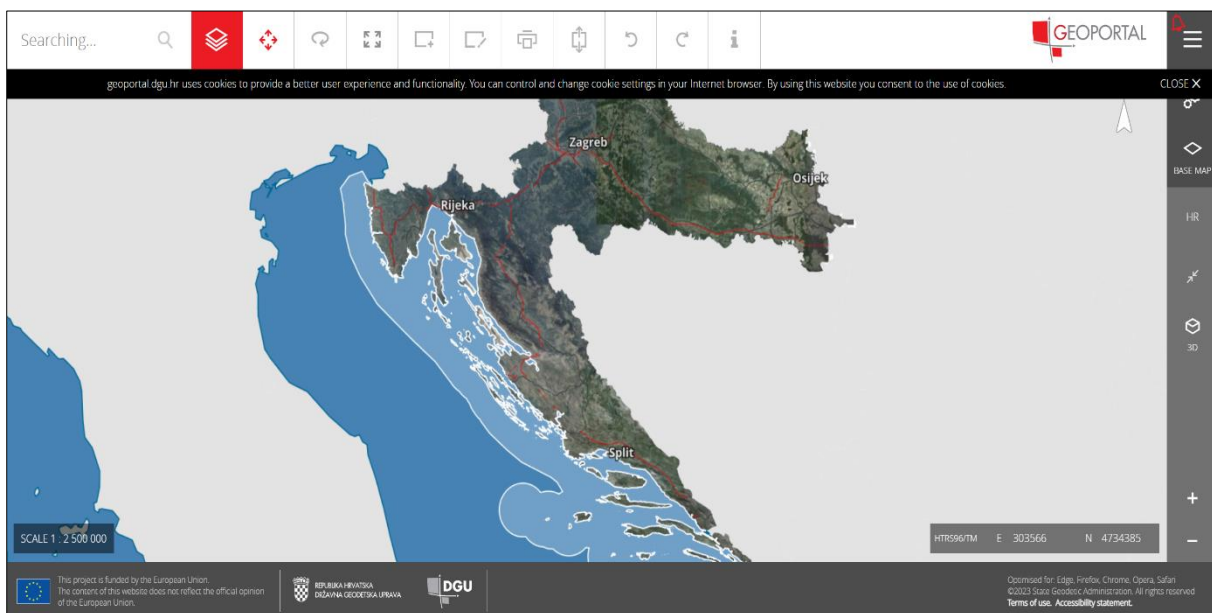 Searching...
GEOPORTAL
geoportal.dgu.hr uses cookies to provide a better user experience and functionality. You can control and change cookie settings in your Internet browser. By using this website you consent to the use of cookies.
CLOSE X
BASE MAP
HR
3D
Zagreb
Osijek
Rijeka
Split
SCALE 1 : 2 500 000
HTRS96/TM E 303566 N 4734385
+
−
This project is funded by the European Union.
The content of this website does not reflect the official opinion
of the European Union.
REPUBLIKA HRVATSKA
DRŽAVNA GEODETSKA UPRAVA
DGU
Optimised for: Edge, Firefox, Chrome, Opera, Safari
©2023 State Geodetic Administration. All rights reserved
Terms of use. Accessibility statement.